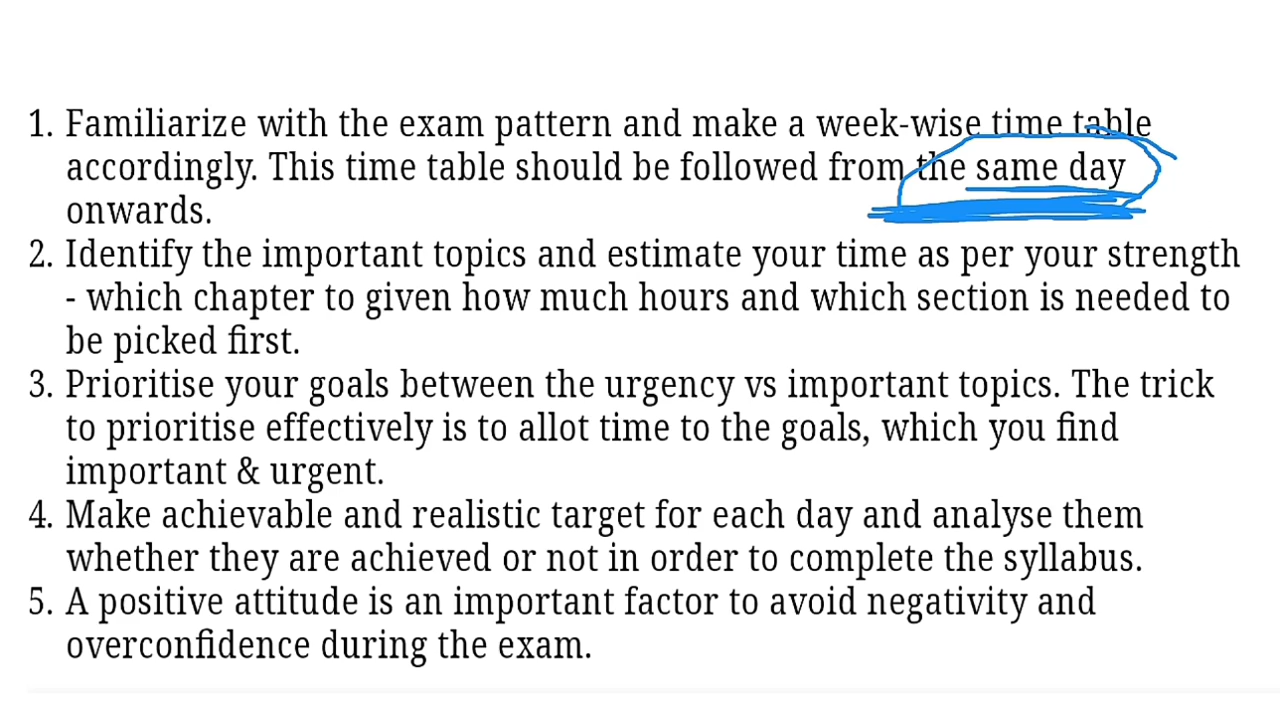 1. Familiarize with the exam pattern and make a week-wise time table
accordingly. This time table should be followed from the same day
onwards.
2. Identify the important topics and estimate your time as per your strength
- which chapter to given how much hours and which section is needed to
be picked first.
3. Prioritise your goals between the urgency vs important topics. The trick
to prioritise effectively is to allot time to the goals, which you find
important & urgent.
4. Make achievable and realistic target for each day and analyse them
whether they are achieved or not in order to complete the syllabus.
5. A positive attitude is an important factor to avoid negativity and
overconfidence during the exam.